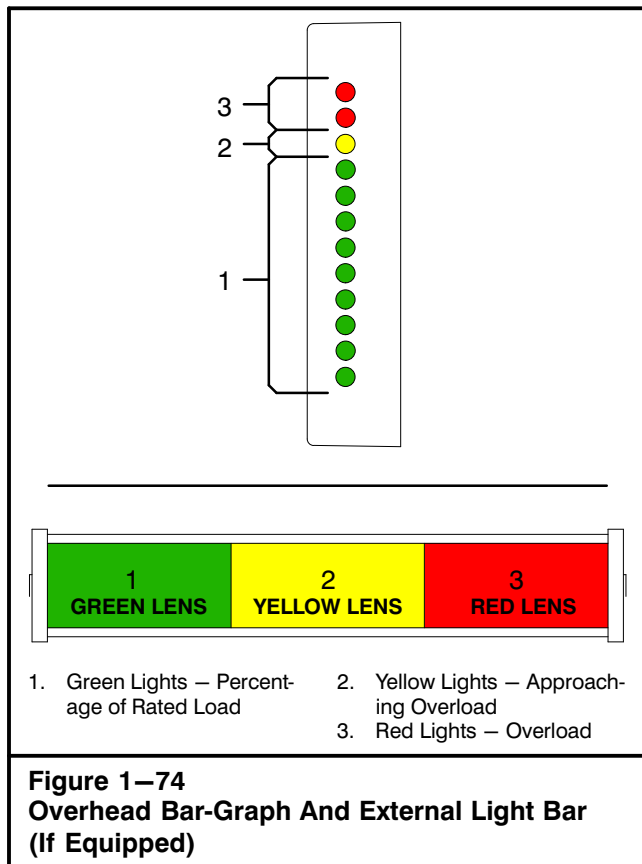 3
2
1
1
GREEN LENS
2
YELLOW LENS
3
RED LENS
1. Green Lights – Percent-
age of Rated Load
2. Yellow Lights – Approach-
ing Overload
3. Red Lights – Overload
Figure 1–74
Overhead Bar-Graph And External Light Bar
(If Equipped)